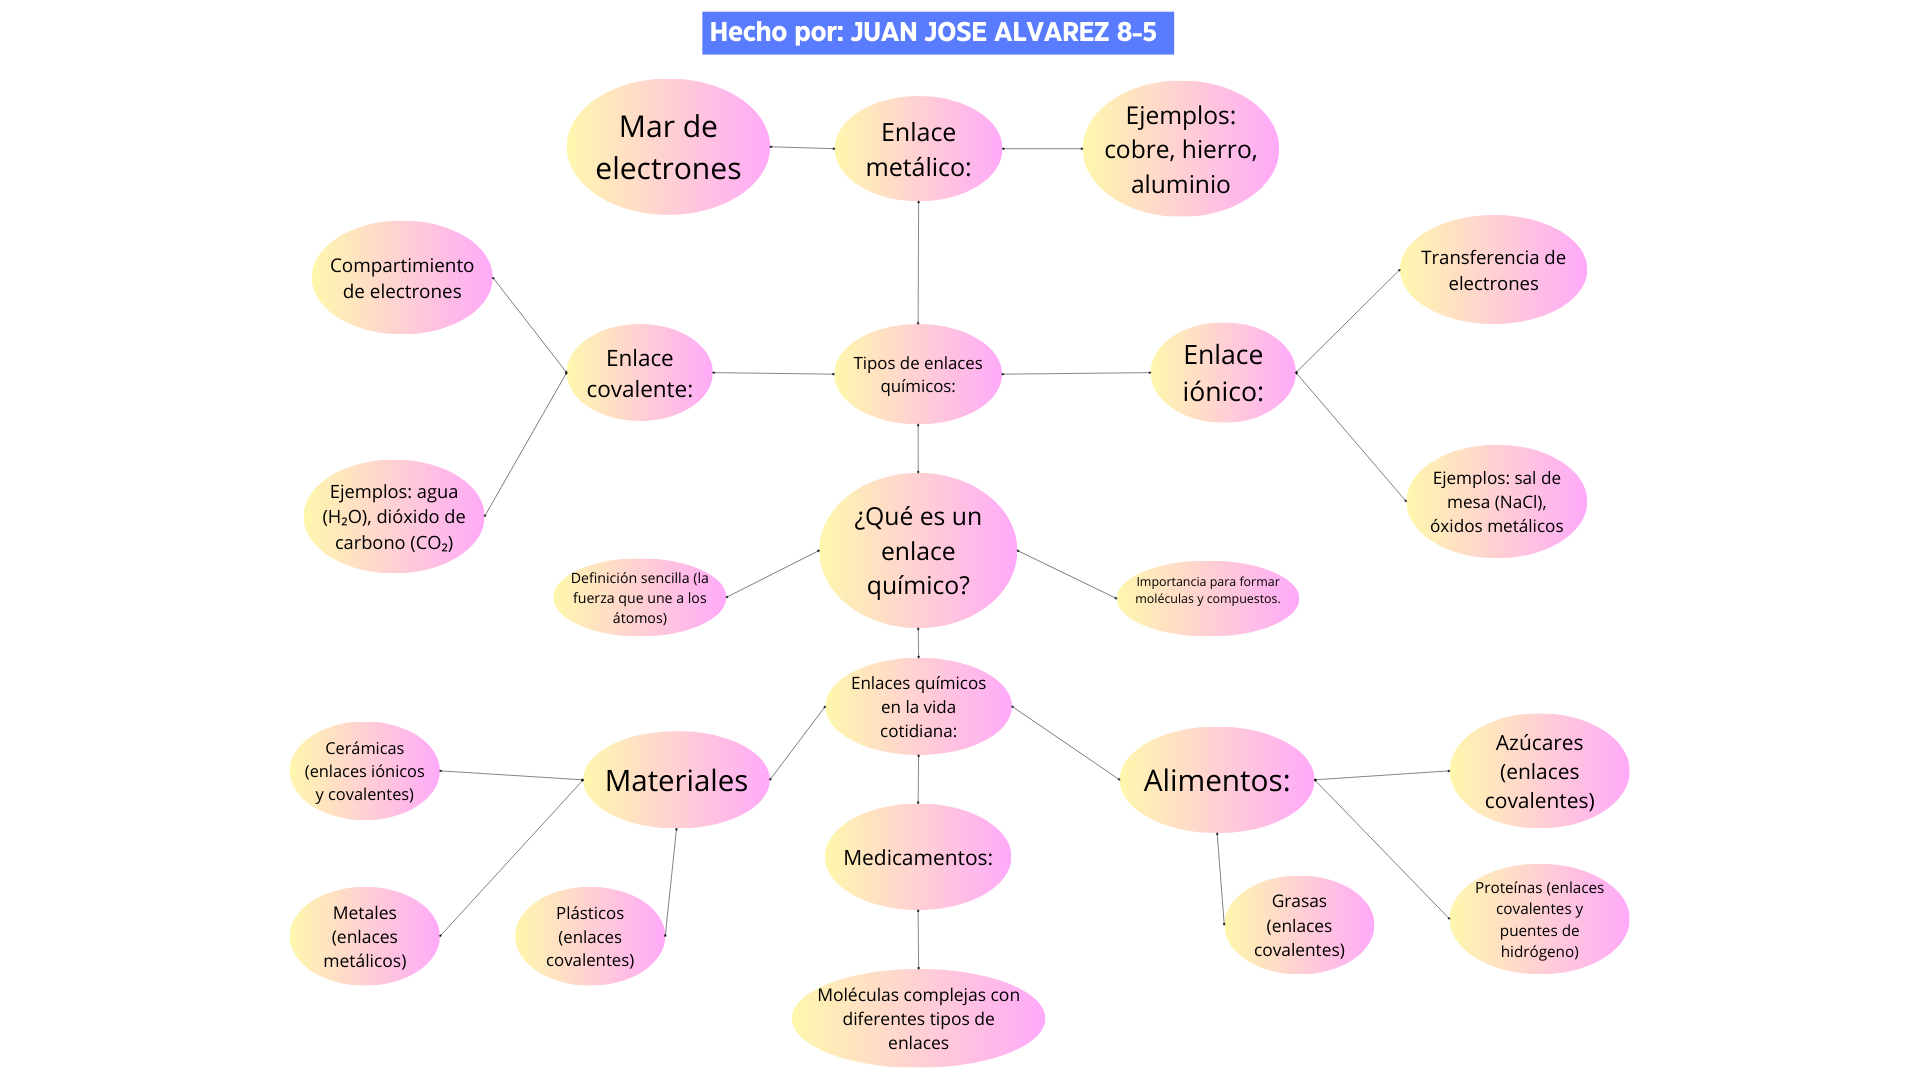 Hecho por: JUAN JOSE ALVAREZ 8-5
Mar de
electrones
Enlace
metálico:
Ejemplos:
cobre, hierro,
aluminio
Compartimiento
de electrones
Transferencia de
electrones
Enlace
covalente:
Tipos de enlaces
químicos:
Enlace
iónico:
Ejemplos: agua
(H₂O), dióxido de
carbono (CO₂)
Ejemplos: sal de
mesa (NaCl),
óxidos metálicos
¿Qué es un
enlace
químico?
Definición sencilla (la
fuerza que une a los
átomos)
Importancia para formar
moléculas y compuestos.
Enlaces químicos
en la vida
cotidiana:
Cerámicas
(enlaces iónicos
y covalentes)
Materiales
Alimentos:
Azúcares
(enlaces
covalentes)
Medicamentos:
Metales
(enlaces
metálicos)
Plásticos
(enlaces
covalentes)
Grasas
(enlaces
covalentes)
Proteínas (enlaces
covalentes y
puentes de
hidrógeno)
Moléculas complejas con
diferentes tipos de
enlaces